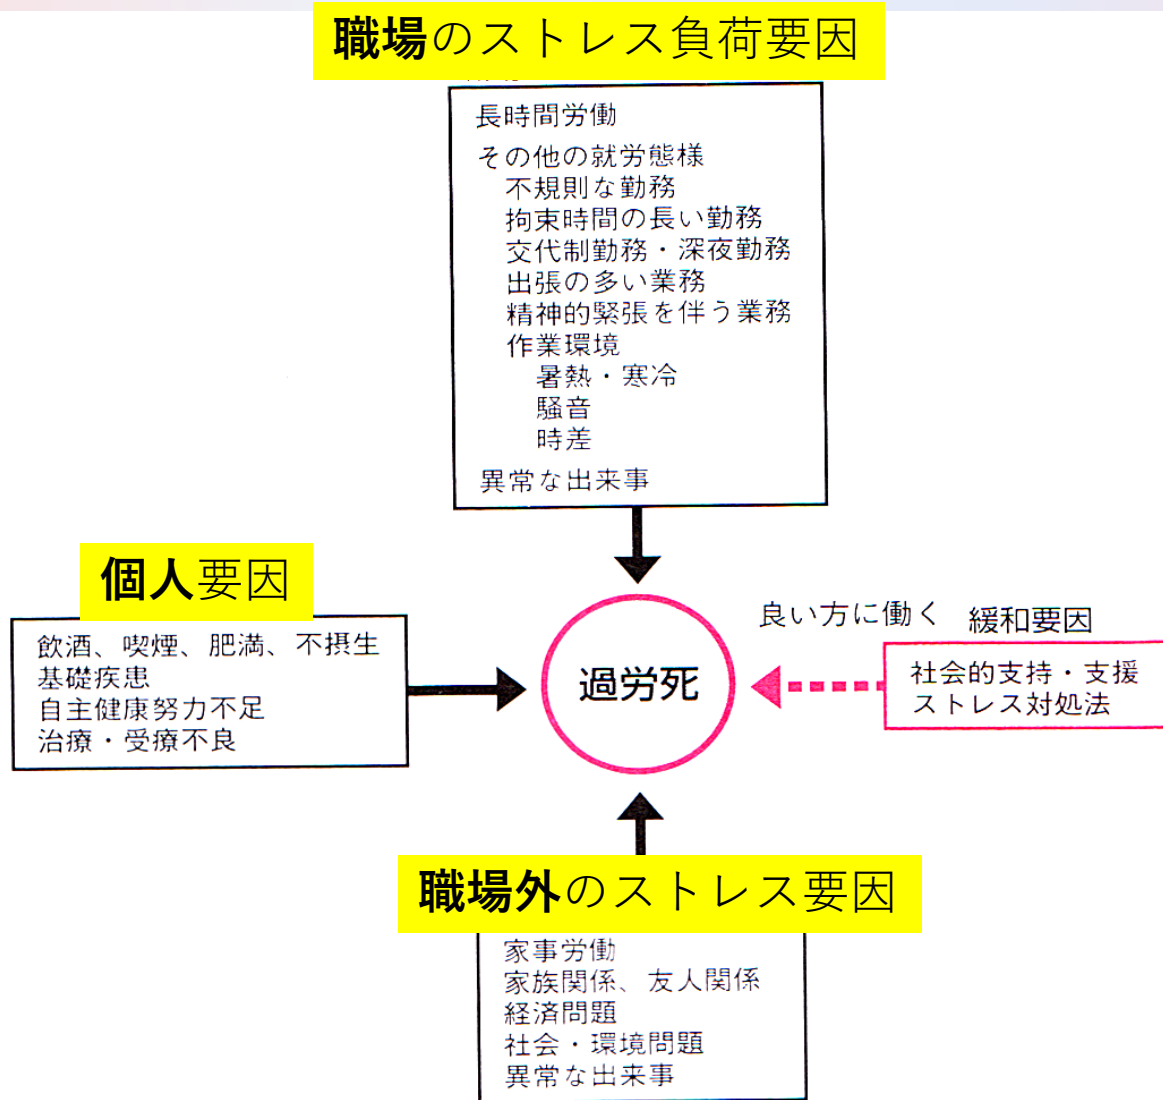 職場のストレス負荷要因
長時間労働
その他の就労態様
不規則な勤務
拘束時間の長い勤務
交代制勤務・深夜勤務
出張の多い業務
精神的緊張を伴う業務
作業環境
暑熱・寒冷
騒音
時差
異常な出来事
個人要因
飲酒、喫煙、肥満、不摂生
基礎疾患
自主健康努力不足
治療・受療不良
過労死
良い方に働く 緩和要因
社会的支持・支援
ストレス対処法
職場外のストレス要因
家事労働
家族関係、友人関係
経済問題
社会・環境問題
異常な出来事